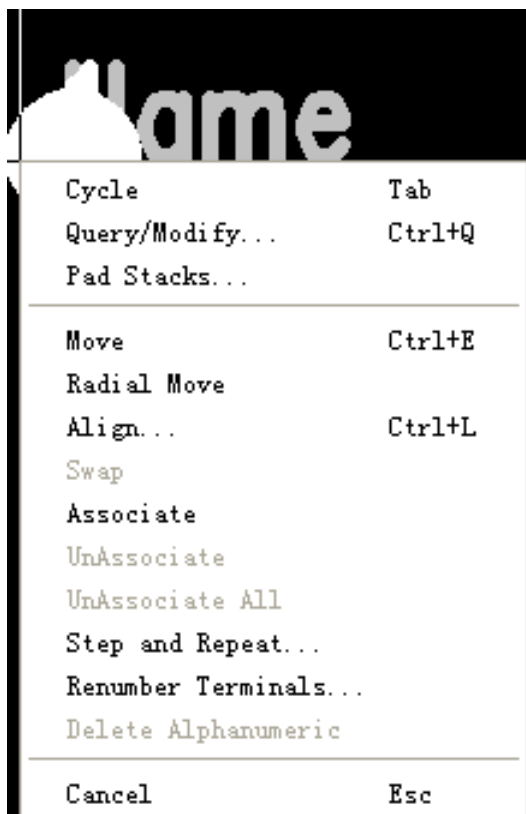 Name
Cycle Tab
Query/Modify... Ctrl+Q
Pad Stacks...
Move Ctrl+E
Radial Move
Align... Ctrl+L
Swap
Associate
UnAssociate
UnAssociate All
Step and Repeat...
Renumber Terminals...
Delete Alphanumeric
Cancel Esc